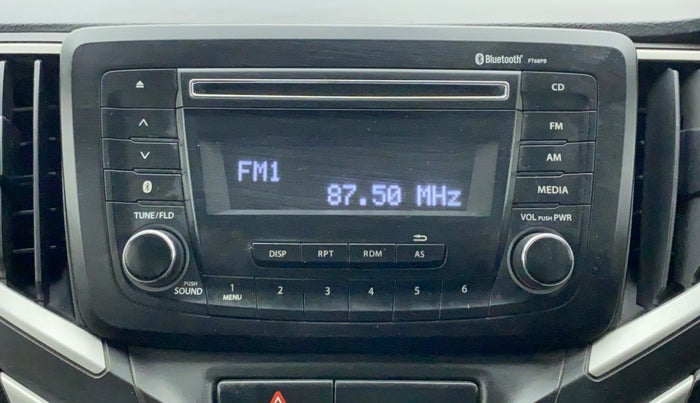 Bluetooth® FT68PB
CD
FM
AM
MEDIA
FM1
87.50 MHz
TUNE/FLD
VOL PUSH PWR
DISP RPT RDM AS
PUSH
SOUND
1 2 3 4 5 6
MENU